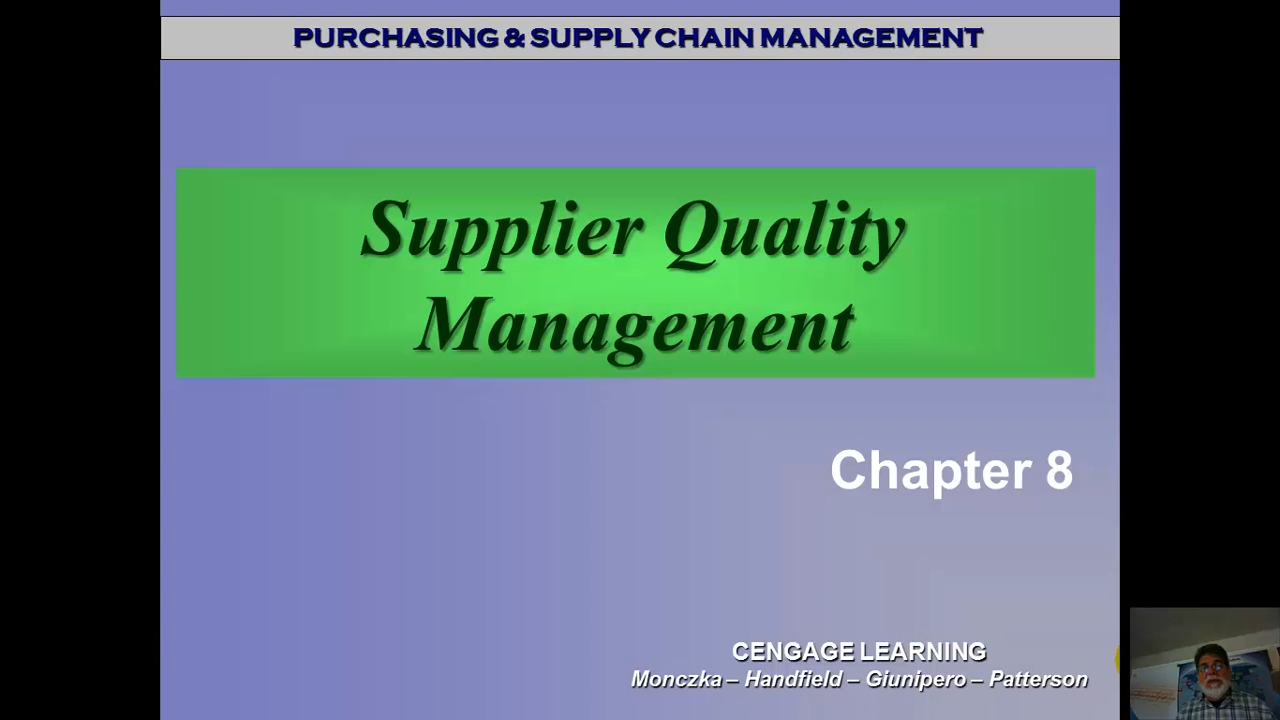 PURCHASING & SUPPLY CHAIN MANAGEMENT
Supplier Quality
Management
Chapter 8
CENGAGE LEARNING
Monczka – Handfield – Giunipero – Patterson